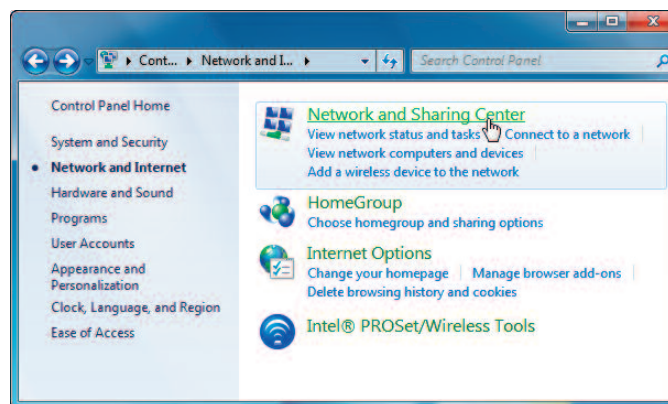 Cont... Network and I... Search Control Panel
Control Panel Home
System and Security
Network and Internet
Hardware and Sound
Programs
User Accounts
Appearance and
Personalization
Clock, Language, and Region
Ease of Access
Network and Sharing Center
View network status and tasks Connect to a network
View network computers and devices
Add a wireless device to the network
HomeGroup
Choose homegroup and sharing options
Internet Options
Change your homepage Manage browser add-ons
Delete browsing history and cookies
Intel® PROSet/Wireless Tools